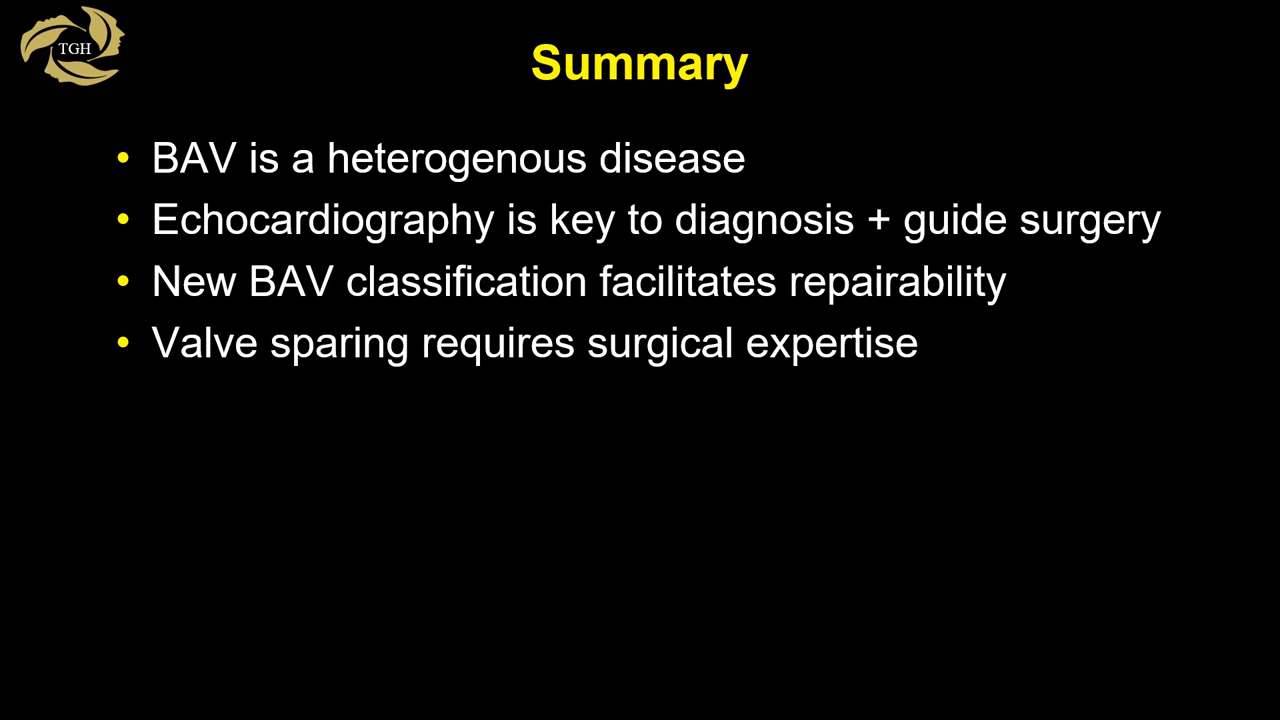 TGH
Summary
• BAV is a heterogenous disease
• Echocardiography is key to diagnosis + guide surgery
• New BAV classification facilitates repairability
• Valve sparing requires surgical expertise